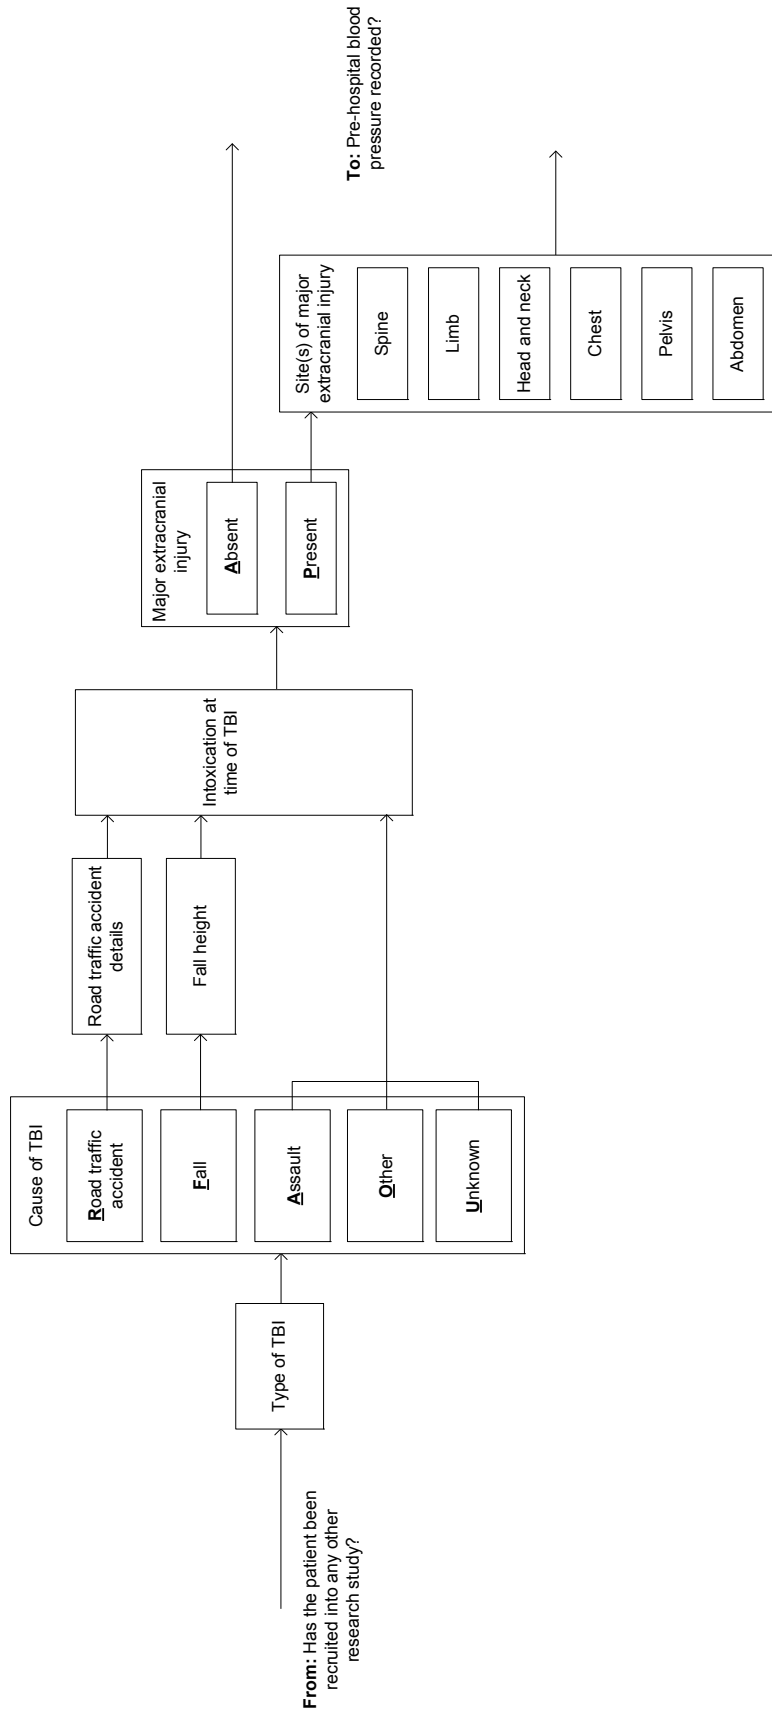 From: Has the patient been
recruited into any other
research study?
Type of TBI
Cause of TBI
Road traffic
accident
Fall
Assault
Other
Unknown
Road traffic accident
details
Fall height
Intoxication at
time of TBI
Major extracranial
injury
Absent
Present
Site(s) of major
extracranial injury
Spine
Limb
Head and neck
Chest
Pelvis
Abdomen
To: Pre-hospital blood
pressure recorded?